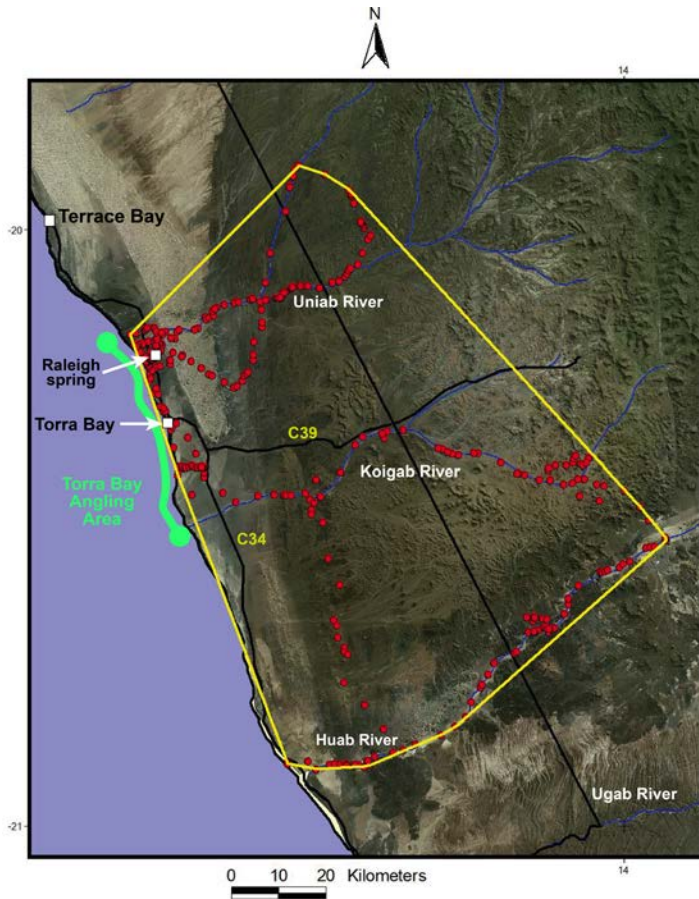 N
14
-20
Terrace Bay
Uniab River
Raleigh
spring
Torra Bay
C39
Koigab River
Torra Bay
Angling
Area
C34
Huab River
Ugab River
-21
14
0 10 20 Kilometers